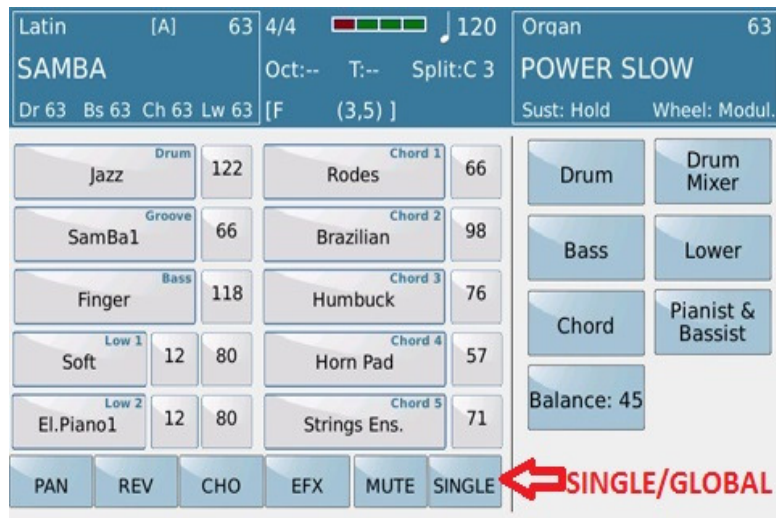 Latin [A] 63
SAMBA
Dr 63 Bs 63 Ch 63 Lw 63
4/4 120
Oct:-- T:-- Split:C 3
[F (3,5) ]
Organ 63
POWER SLOW
Sust: Hold Wheel: Modul.
Drum
Jazz 122
Groove
SamBa1 66
Bass
Finger 118
Low 1
Soft 12 80
Low 2
El.Piano1 12 80
Chord 1
Rodes 66
Chord 2
Brazilian 98
Chord 3
Humbuck 76
Chord 4
Horn Pad 57
Chord 5
Strings Ens. 71
Drum
Drum
Mixer
Bass
Lower
Chord
Pianist &
Bassist
Balance: 45
PAN REV CHO EFX MUTE SINGLE
SINGLE/GLOBAL